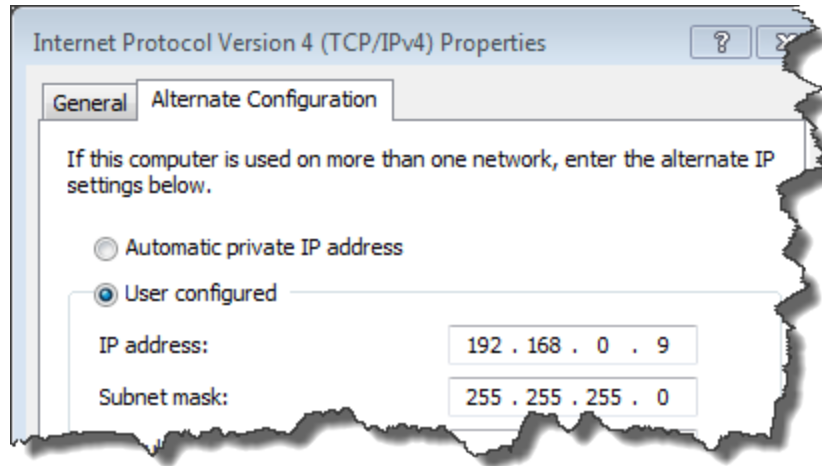 Internet Protocol Version 4 (TCP/IPv4) Properties
General Alternate Configuration
If this computer is used on more than one network, enter the alternate IP
settings below.
Automatic private IP address
User configured
IP address: 192 . 168 . 0 . 9
Subnet mask: 255 . 255 . 255 . 0